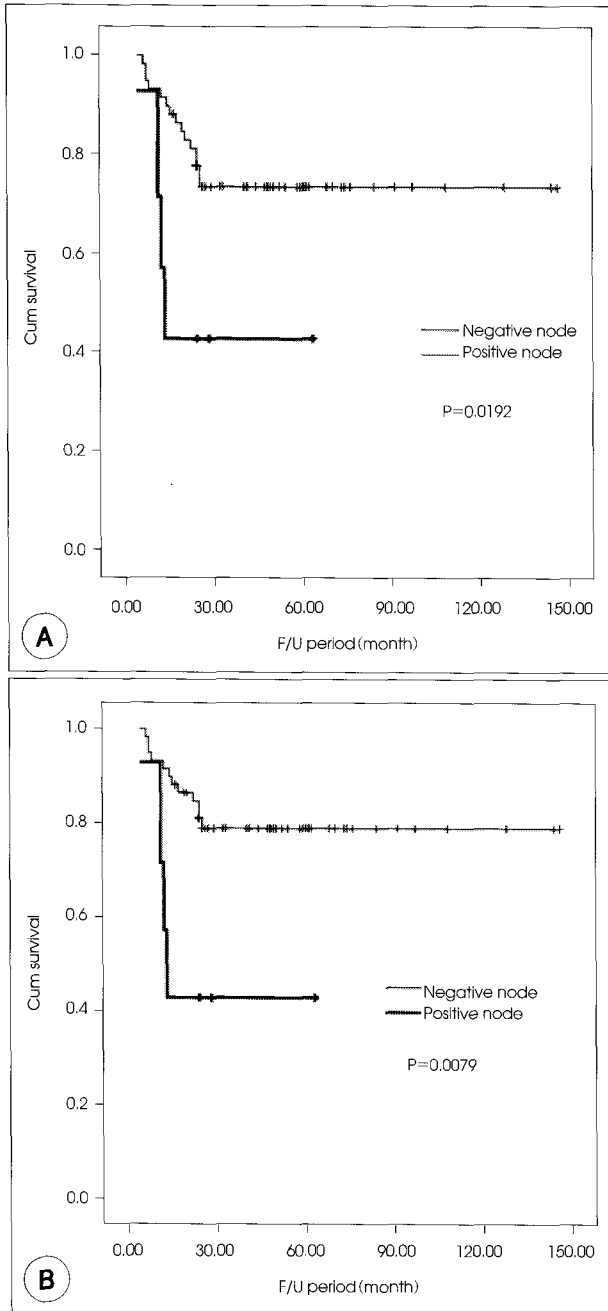 1.0
0.8
0.6
0.4
0.2
0.0
Cum survival
Negative node
Positive node
P=0.0192
0.00 30.00 60.00 90.00 120.00 150.00
F/U period (month)
A
1.0
0.8
0.6
0.4
0.2
0.0
Cum survival
Negative node
Positive node
P=0.0079
0.00 30.00 60.00 90.00 120.00 150.00
F/U period (month)
B